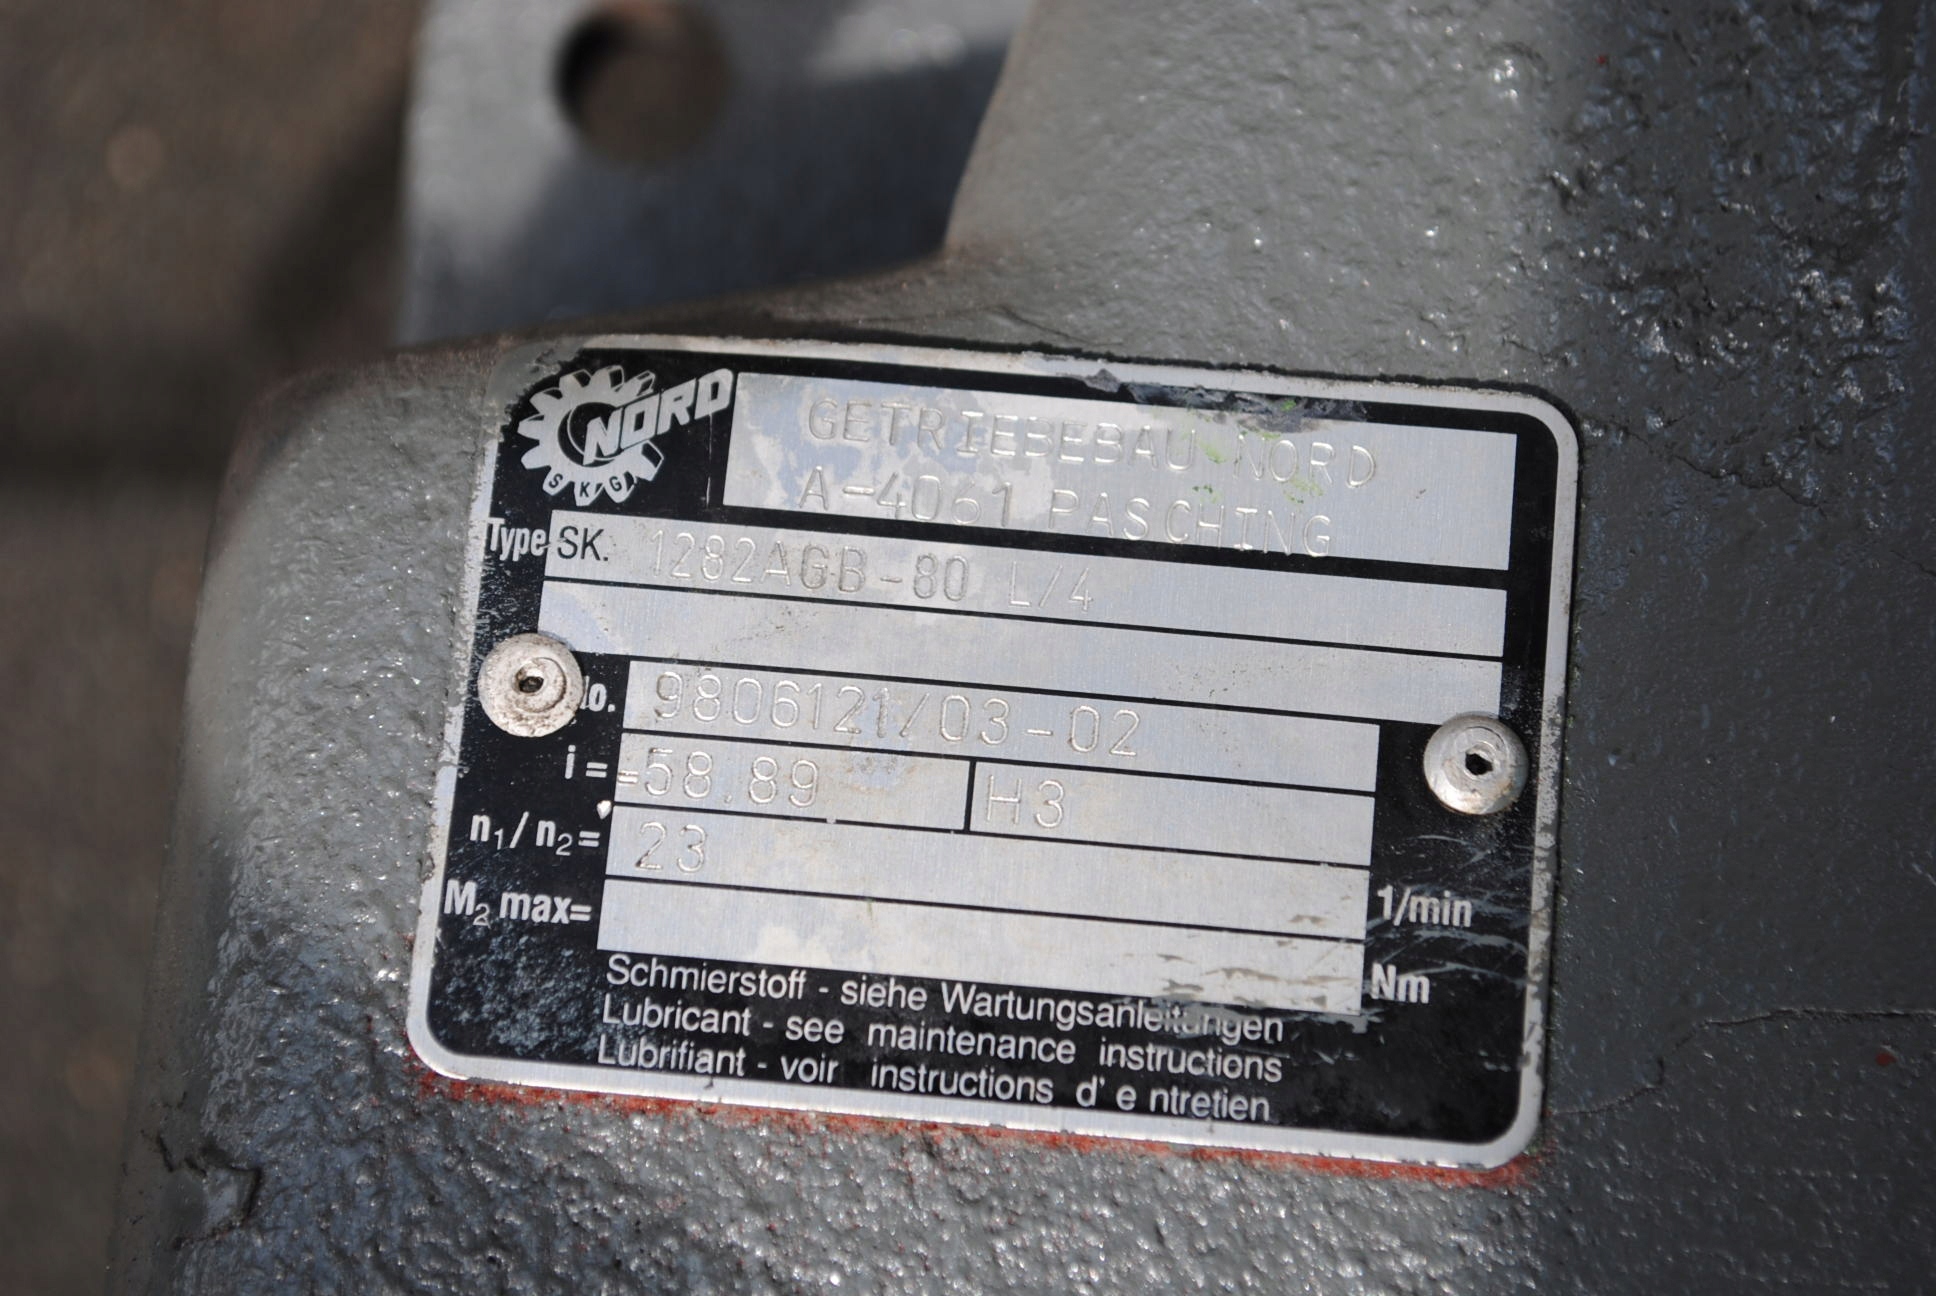 NORD
SKG
GETRIEBEBAU NORD
A-4061 PASCHING
Type SK. 1282AGB-80 L/4
9806121/03-02
i= =58.89 H3
n₁/n₂= 23 1/min
M₂ max= Nm
Schmierstoff - siehe Wartungsanleitungen
Lubricant - see maintenance instructions
Lubrifiant - voir instructions d' e ntretien